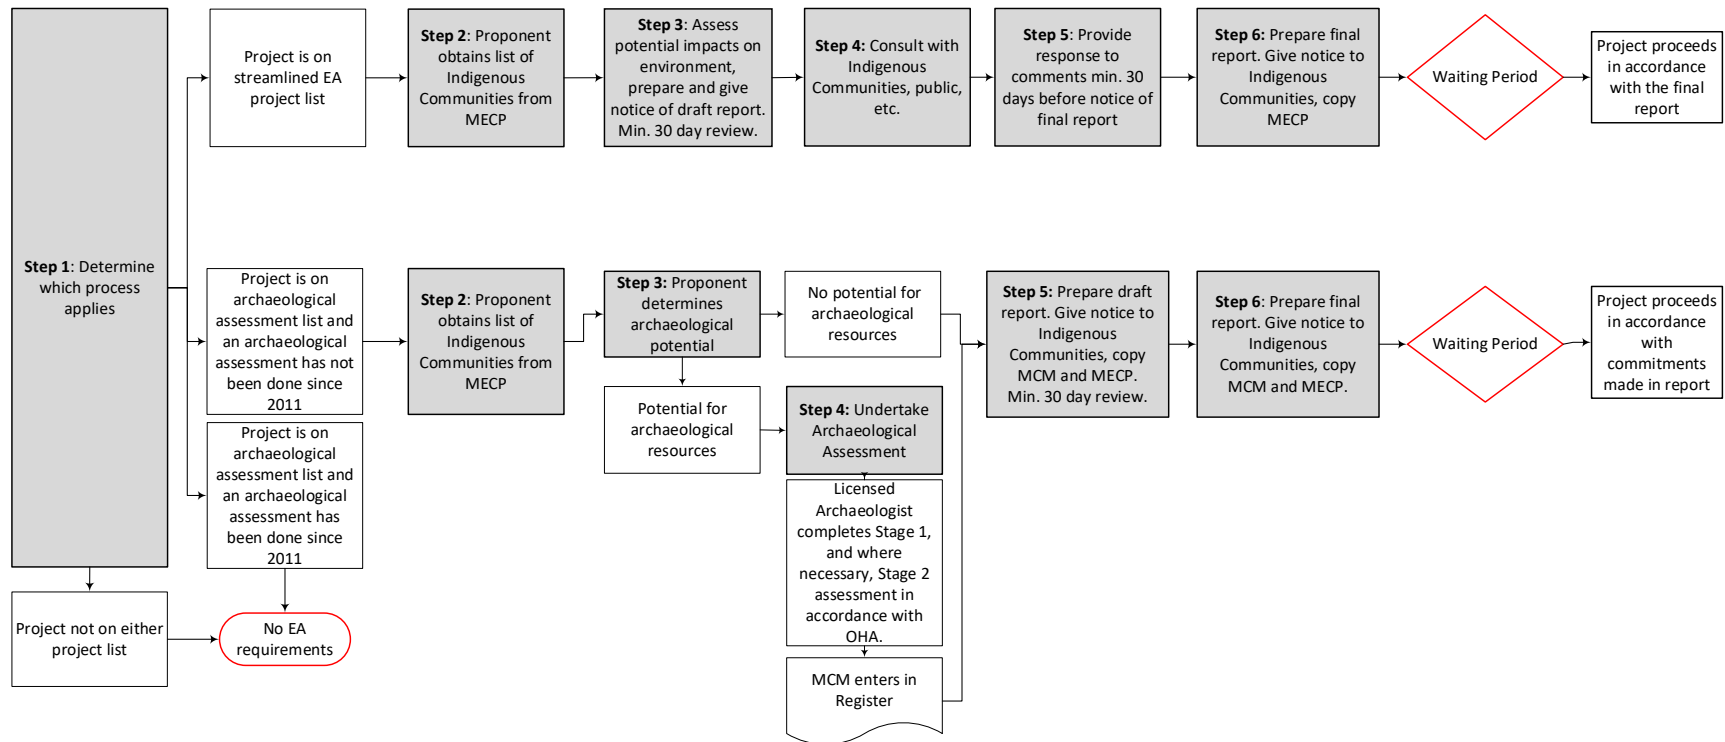 Project is on
streamlined EA
project list
Step 2: Proponent
obtains list of
Indigenous
Communities from
MECP
Step 3: Assess
potential impacts on
environment,
prepare and give
notice of draft report.
Min. 30 day review.
Step 4: Consult with
Indigenous
Communities, public,
etc.
Step 5: Provide
response to
comments min. 30
days before notice of
final report
Step 6: Prepare final
report. Give notice to
Indigenous
Communities, copy
MECP
Waiting Period
Project proceeds
in accordance
with the final
report
Step 1: Determine
which process
applies
Project is on
archaeological
assessment list and
an archaeological
assessment has not
been done since
2011
Step 2: Proponent
obtains list of
Indigenous
Communities from
MECP
Step 3: Proponent
determines
archaeological
potential
No potential for
archaeological
resources
Step 5: Prepare draft
report. Give notice to
Indigenous
Communities, copy
MCM and MECP.
Min. 30 day review.
Step 6: Prepare final
report. Give notice to
Indigenous
Communities, copy
MCM and MECP.
Waiting Period
Project proceeds
in accordance
with
commitments
made in report
Potential for
archaeological
resources
Step 4: Undertake
Archaeological
Assessment
Project is on
archaeological
assessment list and
an archaeological
assessment has
been done since
2011
Licensed
Archaeologist
completes Stage 1,
and where
necessary, Stage 2
assessment in
accordance with
OHA.
Project not on either
project list
No EA
requirements
MCM enters in
Register